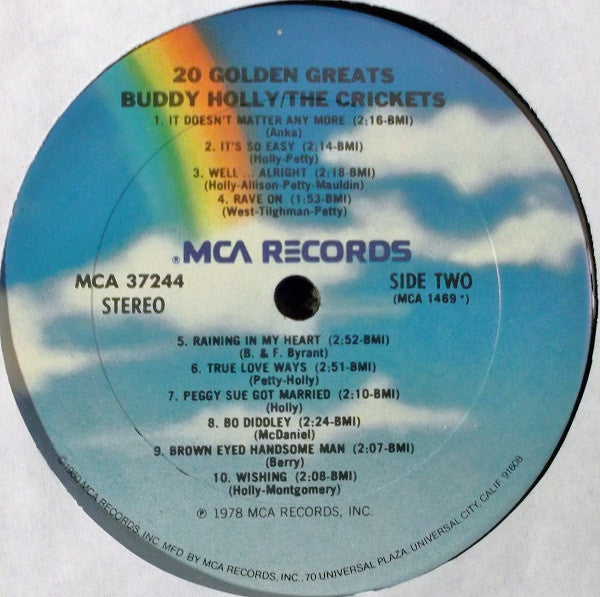 20 GOLDEN GREATS
BUDDY HOLLY/THE CRICKETS
1. IT DOESN'T MATTER ANY MORE (2:16-BMI)
(Anka)
2. IT'S SO EASY (2:14-BMI)
(Holly-Petty)
3. WELL ... ALRIGHT (2:18-BMI)
(Holly-Allison-Petty-Mauldin)
4. RAVE ON (1:53-BMI)
(West-Tilghman-Petty)
® MCA RECORDS
MCA 37244
STEREO
SIDE TWO
(MCA 1469*)
5. RAINING IN MY HEART (2:52-BMI)
(B. & F. Byrant)
6. TRUE LOVE WAYS (2:51-BMI)
(Petty-Holly)
7. PEGGY SUE GOT MARRIED (2:10-BMI)
(Holly)
8. BO DIDDLEY (2:24-BMI)
(McDaniel)
9. BROWN EYED HANDSOME MAN (2:07-BMI)
(Berry)
10. WISHING (2:08-BMI)
(Holly-Montgomery)
℗ 1978 MCA RECORDS, INC.
© 1980 MCA RECORDS, INC. MFD BY MCA RECORDS, INC., 70 UNIVERSAL PLAZA, UNIVERSAL CITY, CALIF. 91608